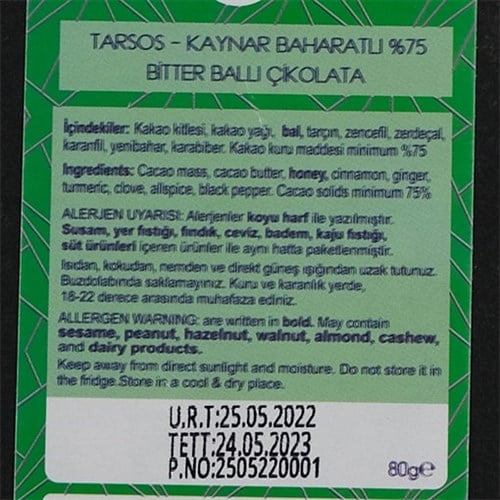 TARSOS - KAYNAR BAHARATLI %75
BITTER BALLI ÇİKOLATA
İçindekiler: Kakao kitlesi, kakao yağı, bal, tarçın, zencefil, zerdeçal,
karanfil, yenibahar, karabiber. Kakao kuru maddesi minimum %75
Ingredients: Cacao mass, cacao butter, honey, cinnamon, ginger,
turmeric, clove, allspice, black pepper. Cacao solids minimum 75%
ALERJEN UYARISI: Alerjenler koyu harf ile yazılmıştır.
Susam, yer fıstığı, fındık, ceviz, badem, kaju fıstığı,
süt ürünleri içeren ürünler ile aynı hatta paketlenmiştir.
Isıdan, kokudan, nemden ve direkt güneş ışığından uzak tutunuz.
Buzdolabında saklamayınız. Kuru ve karanlık yerde,
18-22 derece arasında muhafaza ediniz.
ALLERGEN WARNING: are written in bold. May contain
sesame, peanut, hazelnut, walnut, almond, cashew,
and dairy products.
Keep away from direct sunlight and moisture. Do not store it in
the fridge.Store in a cool & dry place.
U.R.T:25.05.2022
TETT:24.05.2023
P.NO:2505220001
80g℮